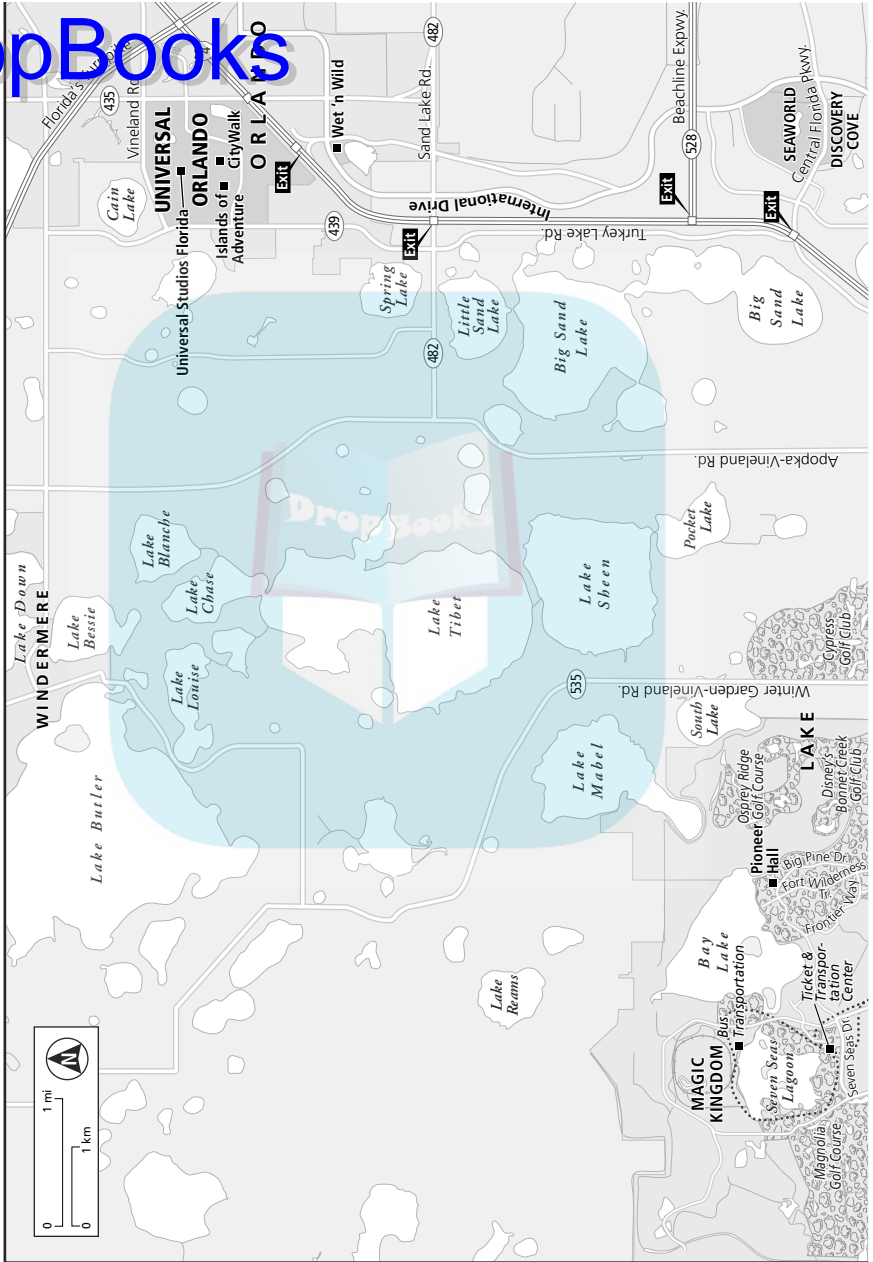 opBooks
Florida's Turnpike
4
435
Vineland Rd.
ORLANDO
UNIVERSAL
ORLANDO
CityWalk
Islands of
Adventure
Universal Studios Florida
Wet 'n Wild
Exit
482
Sand Lake Rd.
Beachline Expwy.
528
SEAWORLD
Central Florida Pkwy.
DISCOVERY
COVE
Cain
Lake
439
International Drive
Exit
Turkey Lake Rd.
Exit
Exit
Spring
Lake
Little
Sand
Lake
Big Sand
Lake
Big
Sand
Lake
482
Apopka-Vineland Rd.
DropBooks
Lake Down
WINDERMERE
Lake
Bessie
Lake
Blanche
Lake
Chase
Lake
Louise
Lake
Tibet
Lake
Sheen
Pocket
Lake
Cypress
Golf Club
535
Winter Garden-Vineland Rd.
South
Lake
Lake Butler
Lake
Mabel
LAKE
Osprey Ridge
Golf Course
Disney's
Bonnet Creek
Golf Club
Pioneer
Hall
Big Pine Dr.
Fort Wilderness
Tr.
Frontier Way
Bay
Lake
Lake
Reams
Bus
Transportation
Ticket &
Transpor-
tation
Center
MAGIC
KINGDOM
Seven Seas
Lagoon
Seven Seas Dr.
Magnolia
Golf Course
N
0
1 mi
0
1 km